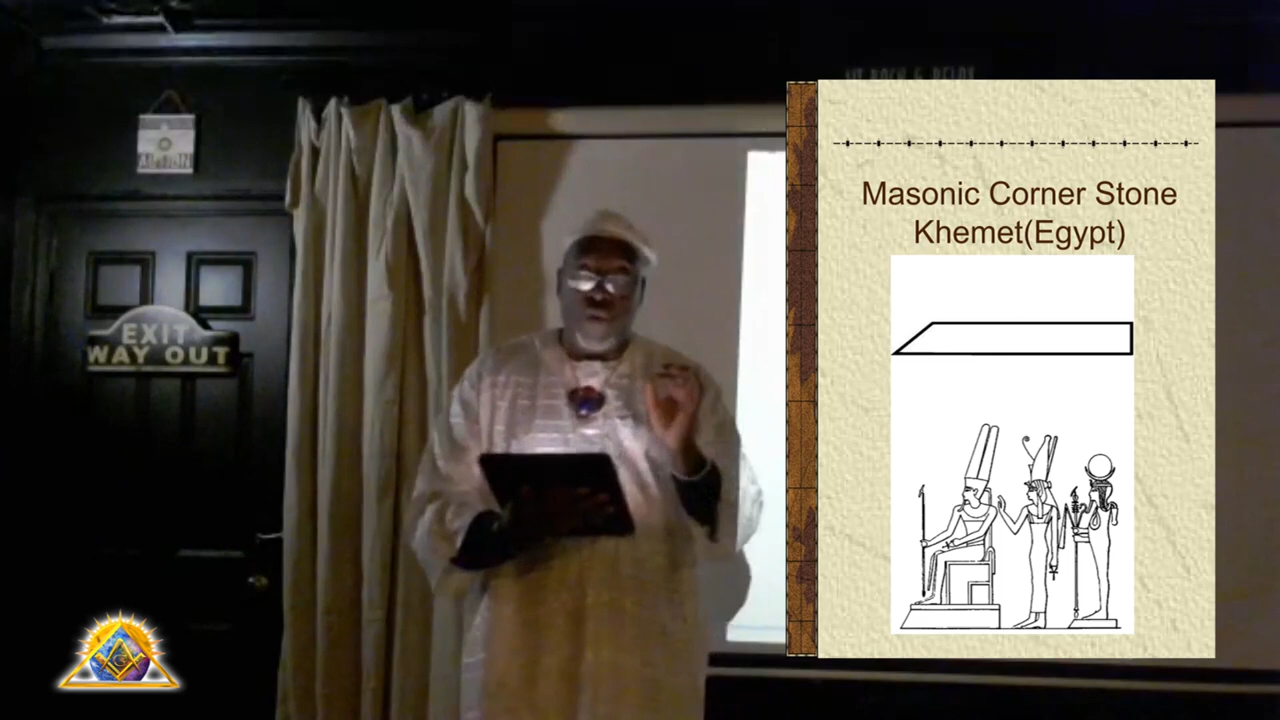 EXIT
WAY OUT
Masonic Corner Stone
Khemet(Egypt)
G